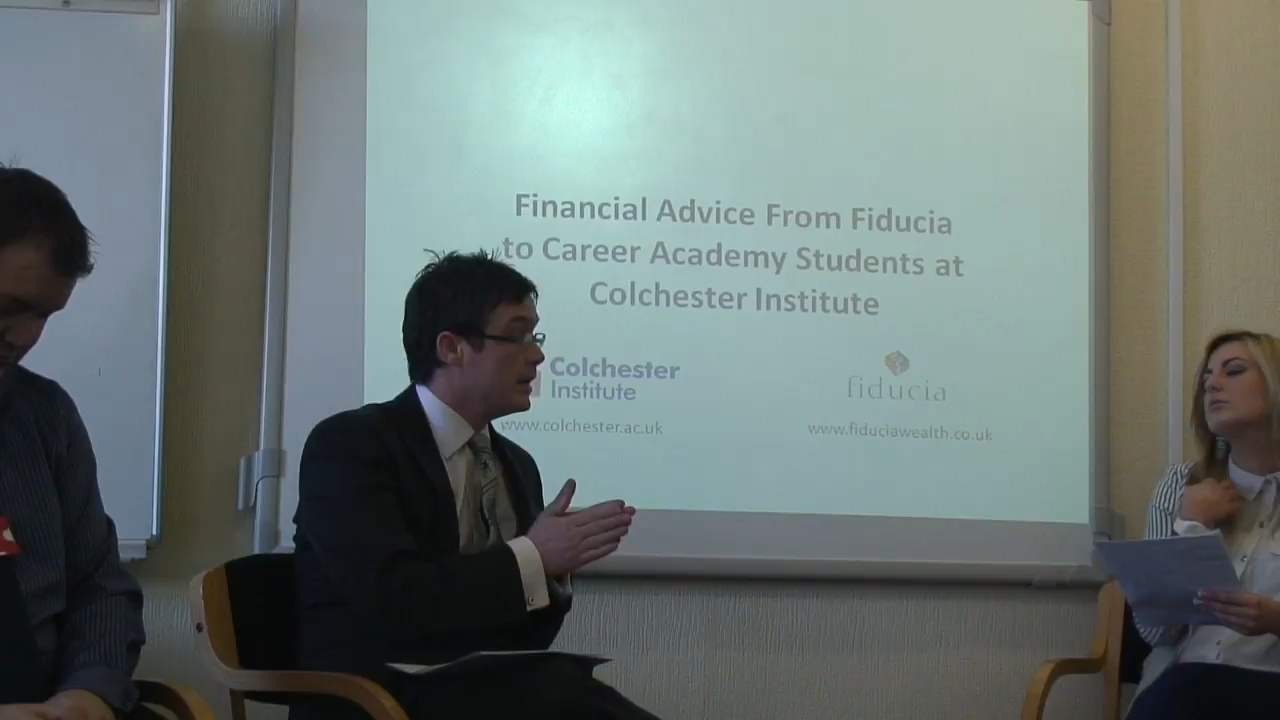 Financial Advice From Fiducia
to Career Academy Students at
Colchester Institute
Colchester
Institute
fiducia
www.colchester.ac.uk
www.fiduciawealth.co.uk